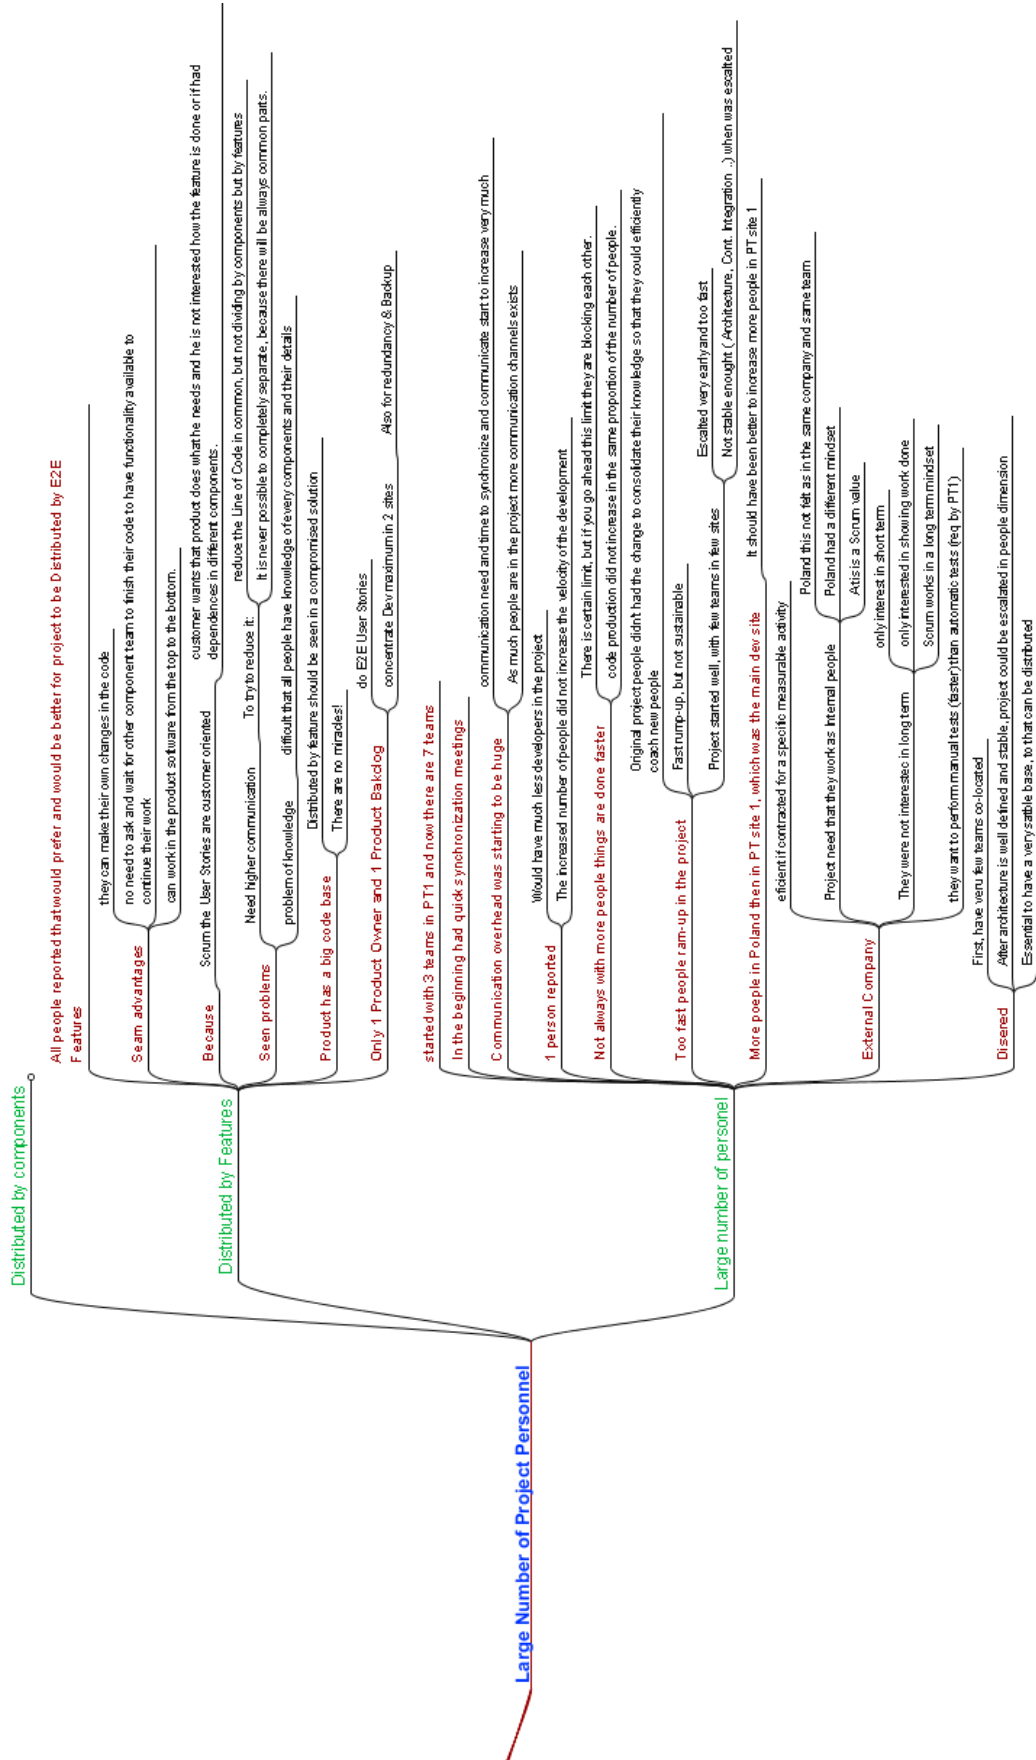 Large Number of Project Personnel
Distributed by components
Distributed by Features
All people reported that would prefer and would be better for project to be Distributed by E2E
Features
Seam advantages
they can make their own changes in the code
no need to ask and wait for other component team to finish their code to have functionality available to
continue their work
can work in the product software from the top to the bottom.
Because
Scrum the User Stories are customer oriented
customer wants that product does what he needs and he is not interested how the feature is done or if had
dependences in different components.
Seen problems
Need higher communication
To try to reduce it:
reduce the Line of Code in common, but not dividing by components but by features
It is never possible to completely separate, because there will be always common parts.
problem of knowledge
difficult that all people have knowledge of every components and their details
Product has a big code base
Distributed by feature should be seen in a compromised solution
There are no miracles!
Only 1 Product Owner and 1 Product Bakclog
do E2E User Stories
concentrate Dev maximum in 2 sites
Also for redundancy & Backup
Large number of personel
started with 3 teams in PT1 and now there are 7 teams
In the beginning had quick synchronization meetings
Communication overhead was starting to be huge
communication need and time to synchronize and communicate start to increase very much
As much people are in the project more communication channels exists
1 person reported
Would have much less developers in the project
The increased number of people did not increase the velocity of the development
Not always with more people things are done faster
There is certain limit, but if you go ahead this limit they are blocking each other.
code production did not increase in the same proportion of the number of people.
Too fast people ram-up in the project
Original project people didn't had the change to consolidate their knowledge so that they could efficiently
coach new people
Fast rump-up, but not sustainable
Project started well, with few teams in few sites
Escalted very early and too fast
Not stable enought ( Architecture, Cont. Integration ..) when was escalted
More poeple in Poland then in PT site 1, which was the main dev site
It should have been better to increase more people in PT site 1
External Company
eficient if contracted for a specific measurable activity
Project need that they work as Internal people
Poland this not felt as in the same company and same team
Poland had a different mindset
Atis is a Scrum value
They were not interested in long term
only interest in short term
only interested in showing work done
Scrum works in a long term mindset
they want to perform manual tests (faster) than automatic tests (req by PT1)
Disered
First, have veru few teams co-located
After architecture is well defined and stable, project could be escalated in people dimension
Essential to have a very satble base, to that can be distributed